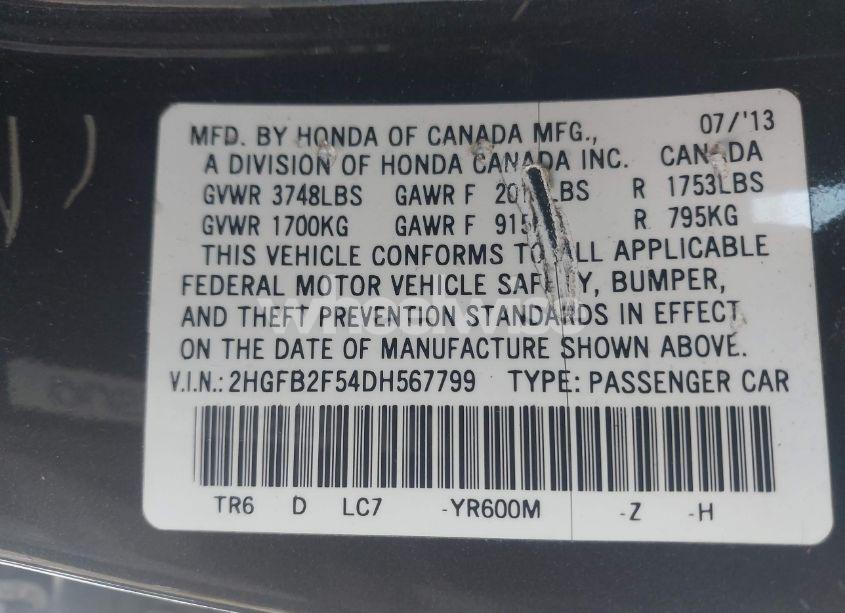 MFD. BY HONDA OF CANADA MFG., 07/'13
A DIVISION OF HONDA CANADA INC. CANADA
GVWR 3748LBS GAWR F LBS R 1753LBS
GVWR 1700KG GAWR F R 795KG
THIS VEHICLE CONFORMS TO ALL APPLICABLE
FEDERAL MOTOR VEHICLE SAFETY, BUMPER,
AND THEFT PREVENTION STANDARDS IN EFFECT
ON THE DATE OF MANUFACTURE SHOWN ABOVE.
V.I.N.: 2HGFB2F54DH567799 TYPE: PASSENGER CAR
TR6 D LC7 -YR600M -Z -H
wheelwise